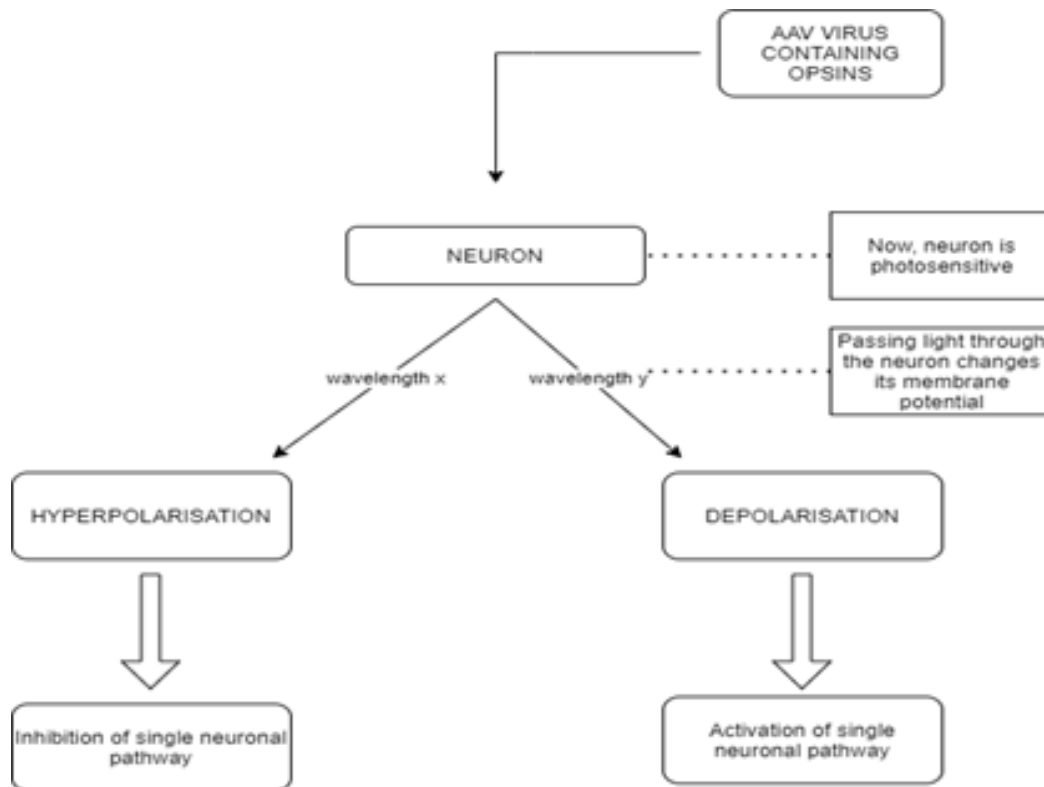 AAV VIRUS
CONTAINING
OPSINS
NEURON
Now, neuron is
photosensitive
wavelength x
wavelength y
Passing light through
the neuron changes
its membrane
potential
HYPERPOLARISATION
DEPOLARISATION
Inhibition of single neuronal
pathway
Activation of single
neuronal pathway